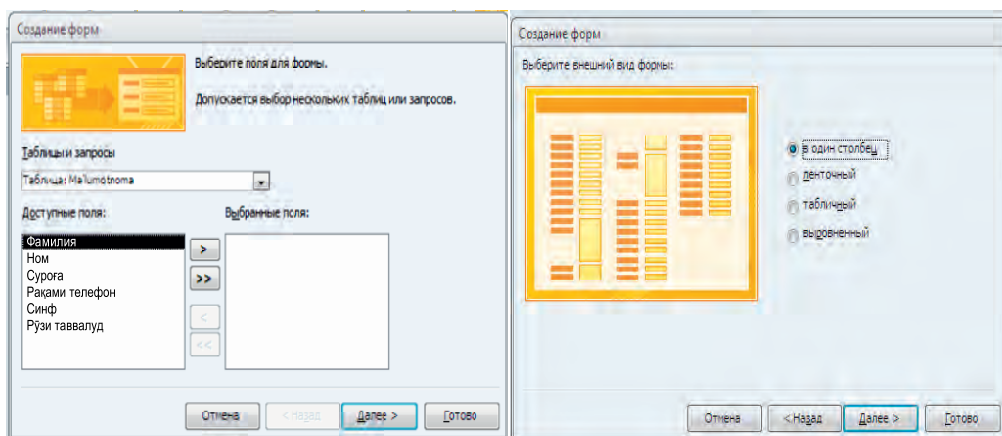 Создание форм
Выберите поля для формы.
Допускается выбор нескольких таблиц или запросов.
Таблицы и запросы
Таблица: Ma'lumotnoma
Доступные поля:
Выбранные поля:
Фамилия
Ном
Суроға
Рақами телефон
Синф
Рӯзи таваллуд
>
>>
<
<<
Отмена
< Назад
Далее >
Готово
Создание форм
Выберите внешний вид формы:
в один столбец
ленточный
табличный
выровненный
Отмена
< Назад
Далее >
Готово